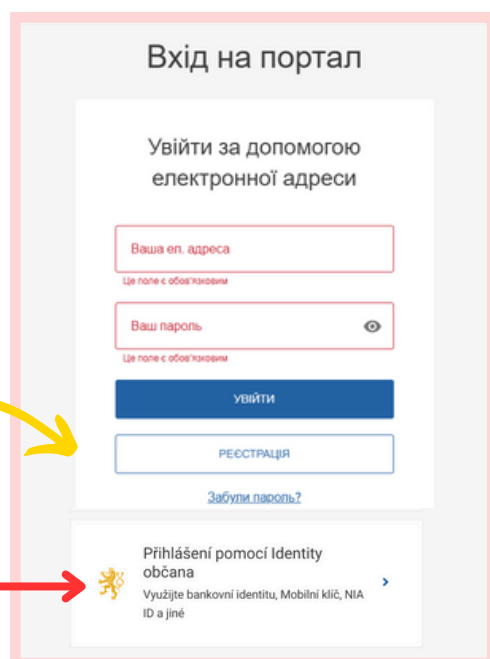 Вхід на портал
Увійти за допомогою
електронної адреси
Ваша ел. адреса
Це поле є обов'язковим
Ваш пароль
Це поле є обов'язковим
УВІЙТИ
РЕЄСТРАЦІЯ
Забули пароль?
Přihlášení pomocí Identity
občana
Využijte bankovní identitu, Mobilní klíč, NIA
ID a jiné